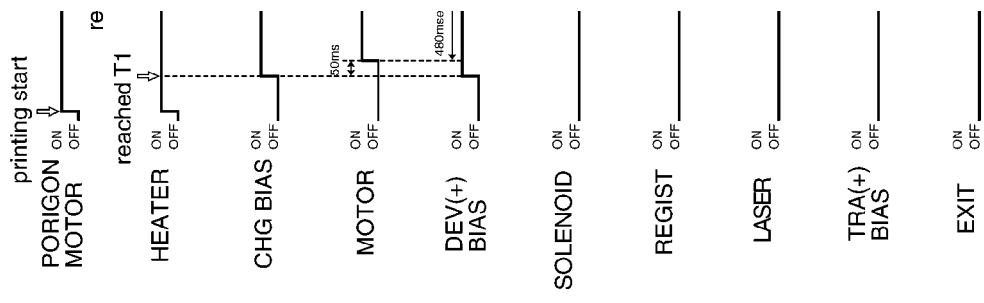 printing start
re
reached T1
50ms
480mse
ON
OFF
ON
OFF
ON
OFF
ON
OFF
ON
OFF
ON
OFF
ON
OFF
ON
OFF
ON
OFF
ON
OFF
PORIGON
MOTOR
HEATER
CHG BIAS
MOTOR
DEV(+)
BIAS
SOLENOID
REGIST
LASER
TRA(+)
BIAS
EXIT